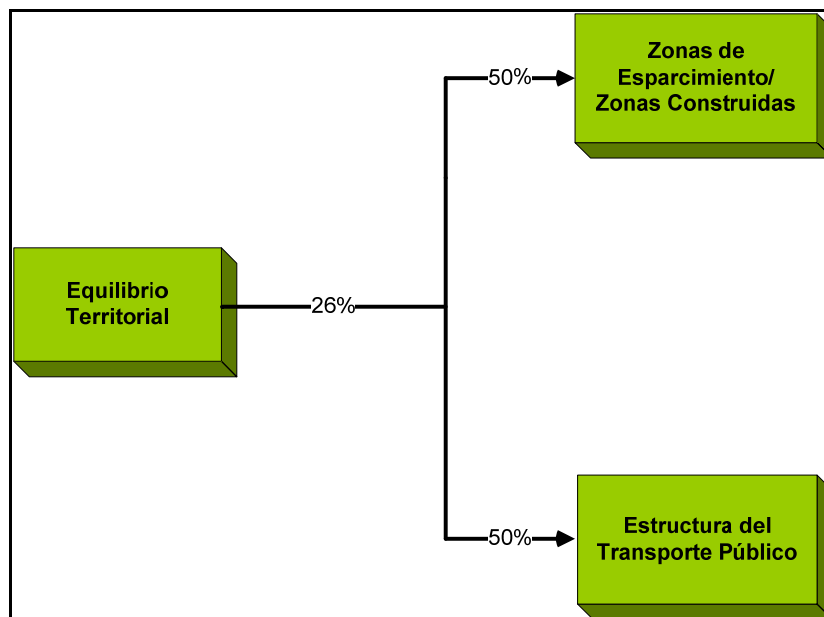 Zonas de
Esparcimiento/
Zonas Construidas
50%
Equilibrio
Territorial
26%
50%
Estructura del
Transporte Público